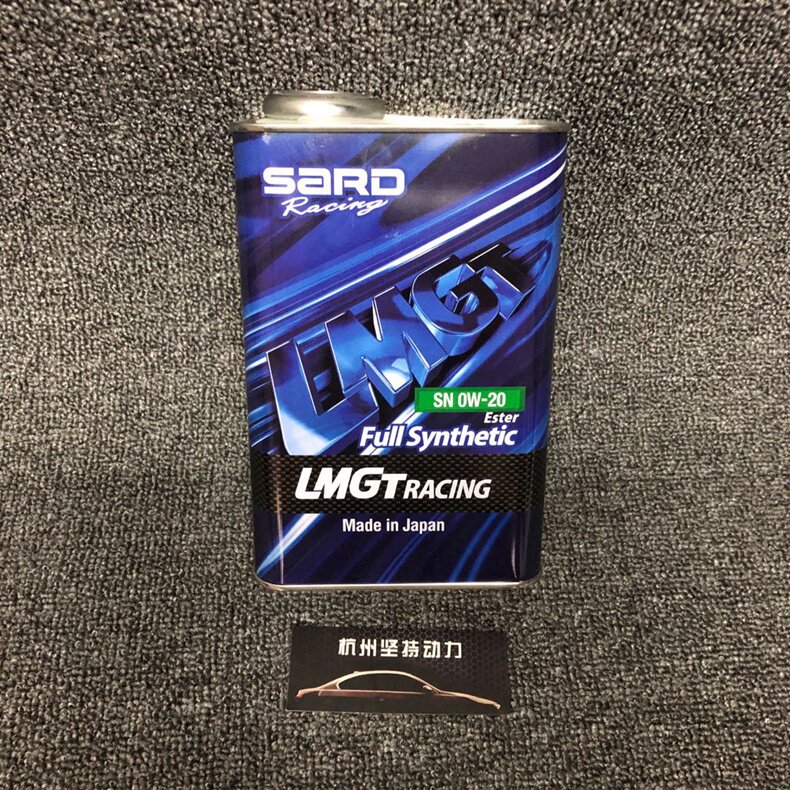 SARD
Racing
LMGT
SN 0W-20
Ester
Full Synthetic
LMGT RACING
Made in Japan
杭州坚持动力